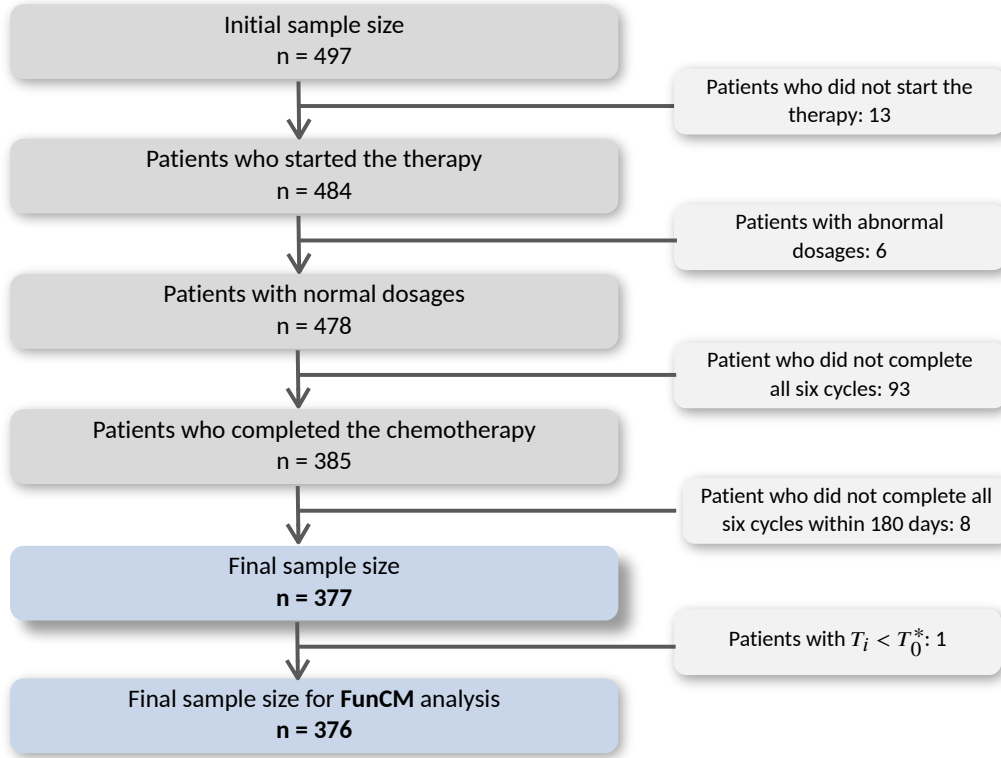 Initial sample size
n = 497
Patients who did not start the
therapy: 13
Patients who started the therapy
n = 484
Patients with abnormal
dosages: 6
Patients with normal dosages
n = 478
Patient who did not complete
all six cycles: 93
Patients who completed the chemotherapy
n = 385
Patient who did not complete all
six cycles within 180 days: 8
Final sample size
n = 377
Patients with T_i < T_0^*: 1
Final sample size for FunCM analysis
n = 376